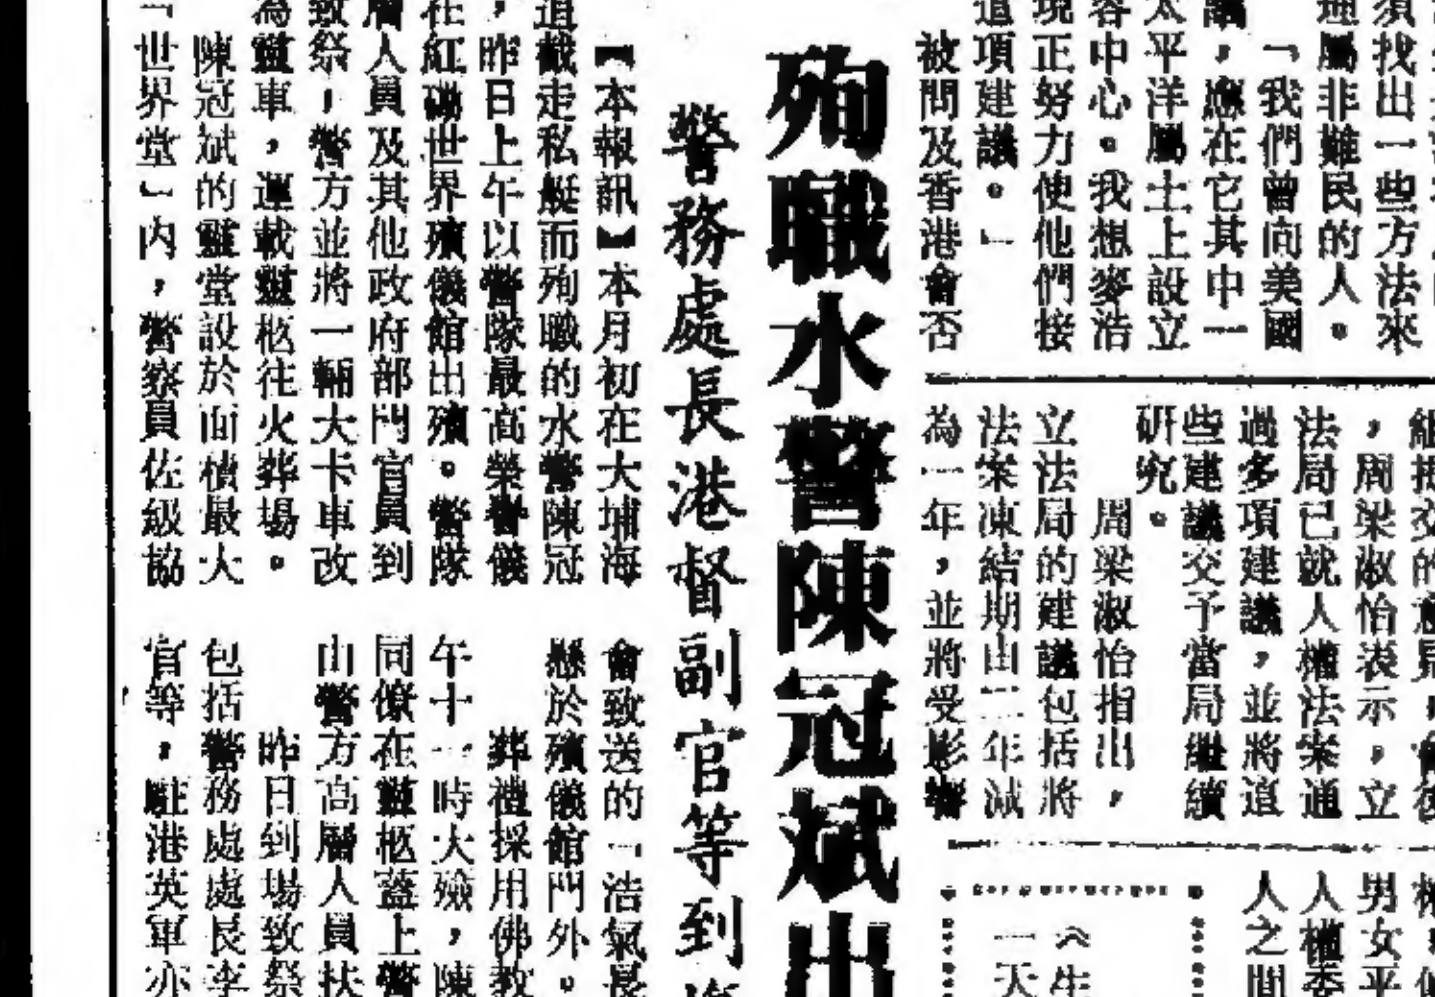 須找出一些方法來
理屬非難民的人。
「我們曾向美國
議,應在它其中一
太平洋屬土上設立
容中心。我想麥浩
現正努力使他們接
這項建議。」
被問及香港會否
,周梁淑怡表示,立
法局已就人權法案通
過多項建議,並將這
些建議交予當局繼續
研究。
周梁淑怡指出,
立法局的建議包括將
法案凍結期由二年減
為一年,並將受影響
男女平
人權委
人之間
《生
一天
殉職水警陳冠斌出
警務處長港督副官等到
【本報訊】本月初在大埔海
追截走私艇而殉職的水警陳冠
,昨日上午以警隊最高榮譽儀
在紅磡世界殯儀館出殯。警隊
層人員及其他政府部門官員到
致祭,警方並將一輛大卡車改
為靈車,運載靈柩往火葬場。
陳冠斌的靈堂設於面積最大
「世界堂」內,警察員佐級協
會致送的「浩氣長
懸於殯儀館門外。
葬禮採用佛教
午十一時大殮,陳
同僚在靈柩蓋上警
由警方高層人員扶
昨日到場致祭
包括警務處處長李
官等,駐港英軍亦